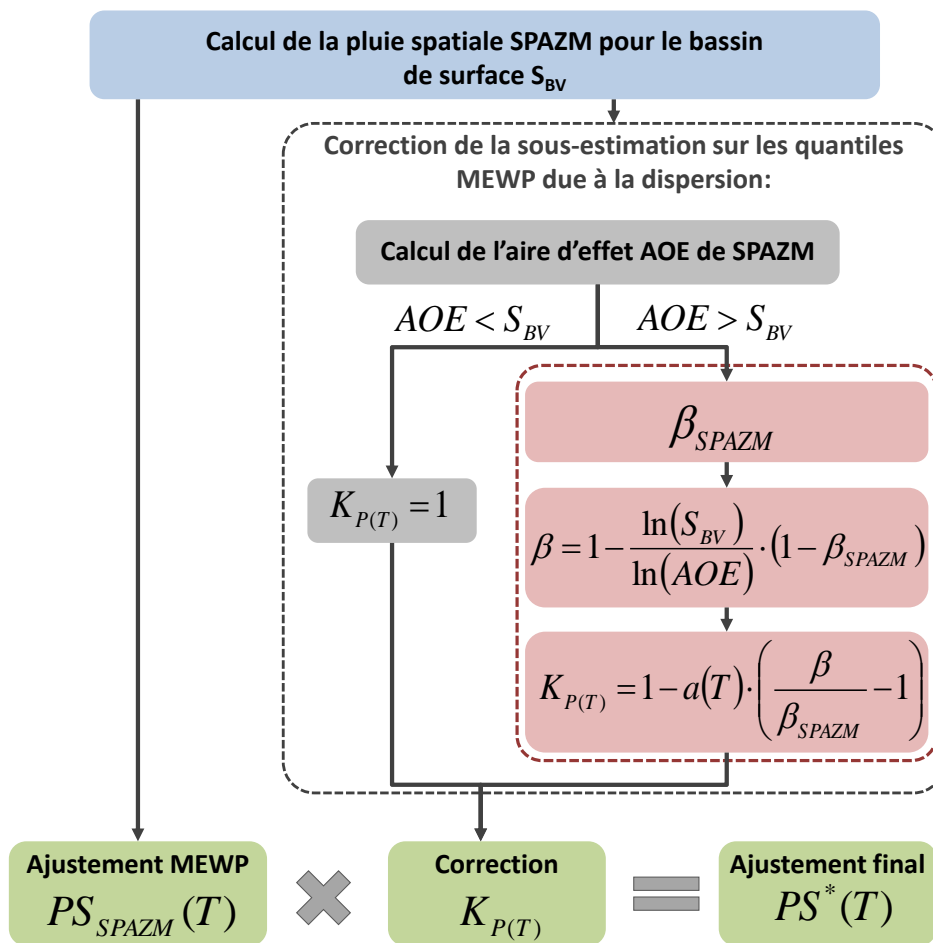 Calcul de la pluie spatiale SPAZM pour le bassin
de surface S_BV
Correction de la sous-estimation sur les quantiles
MEWP due à la dispersion:
Calcul de l'aire d'effet AOE de SPAZM
AOE < S_BV
AOE > S_BV
β_SPAZM
K_P(T) = 1
β = 1 − ln(S_BV) / ln(AOE) · (1 − β_SPAZM)
K_P(T) = 1 − a(T) · (β / β_SPAZM − 1)
Ajustement MEWP
PS_SPAZM(T)
Correction
K_P(T)
Ajustement final
PS*(T)